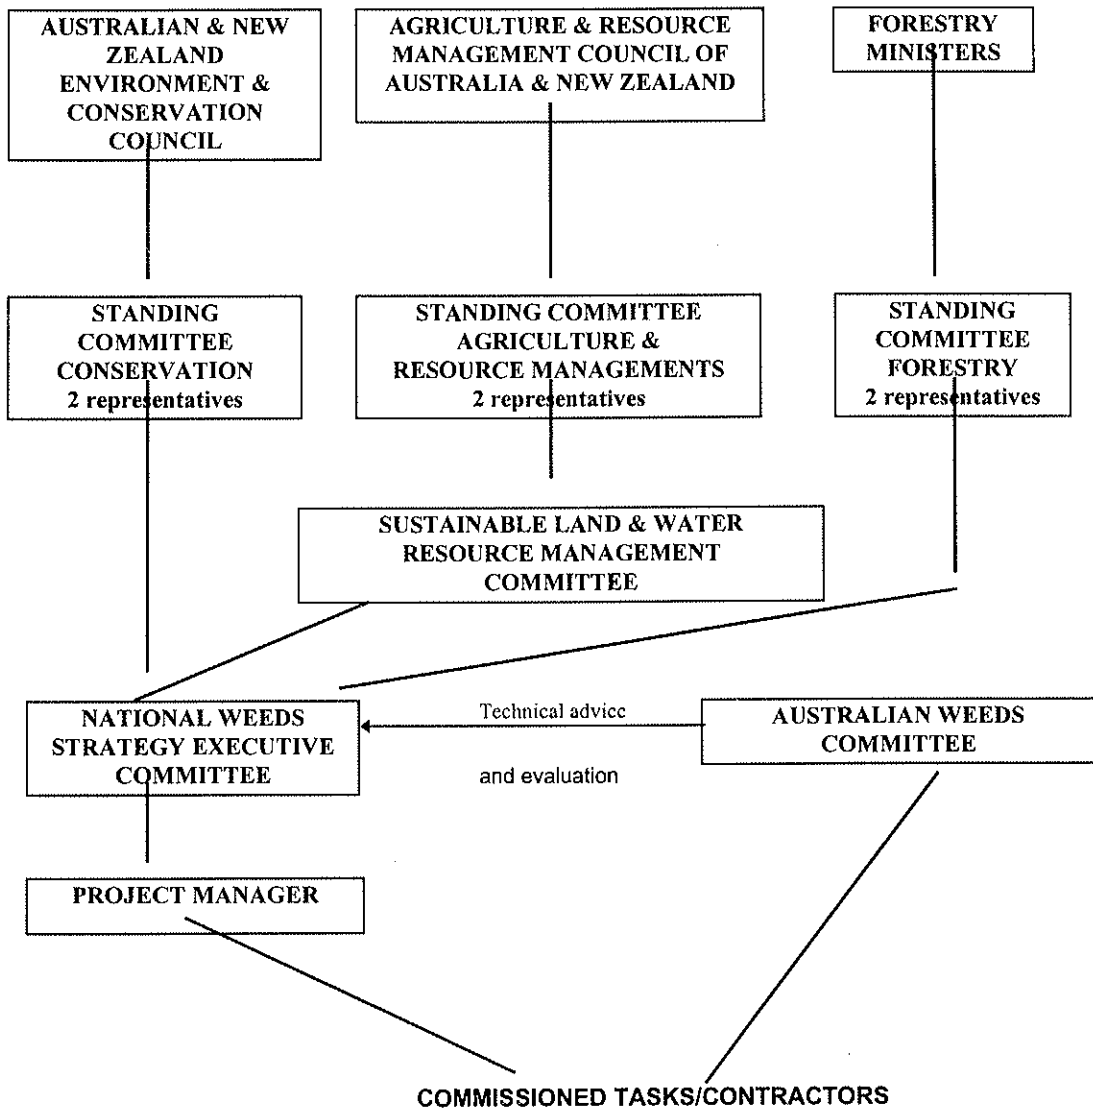 AUSTRALIAN & NEW
ZEALAND
ENVIRONMENT &
CONSERVATION
COUNCIL
AGRICULTURE & RESOURCE
MANAGEMENT COUNCIL OF
AUSTRALIA & NEW ZEALAND
FORESTRY
MINISTERS
STANDING
COMMITTEE
CONSERVATION
2 representatives
STANDING COMMITTEE
AGRICULTURE &
RESOURCE MANAGEMENTS
2 representatives
STANDING
COMMITTEE
FORESTRY
2 representatives
SUSTAINABLE LAND & WATER
RESOURCE MANAGEMENT
COMMITTEE
NATIONAL WEEDS
STRATEGY EXECUTIVE
COMMITTEE
Technical advice
and evaluation
AUSTRALIAN WEEDS
COMMITTEE
PROJECT MANAGER
COMMISSIONED TASKS/CONTRACTORS